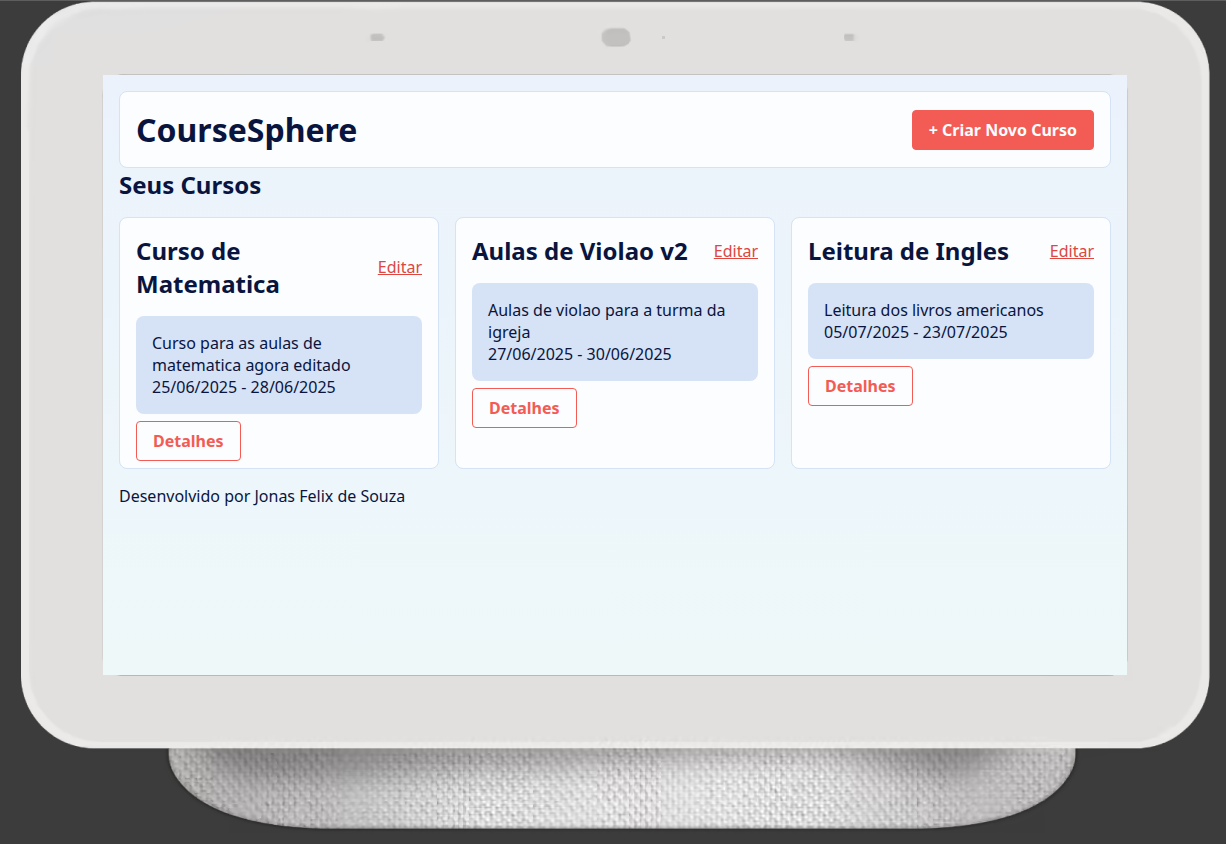 CourseSphere
+ Criar Novo Curso
Seus Cursos
Curso de
Matematica
Editar
Curso para as aulas de
matematica agora editado
25/06/2025 - 28/06/2025
Detalhes
Aulas de Violao v2
Editar
Aulas de violao para a turma da
igreja
27/06/2025 - 30/06/2025
Detalhes
Leitura de Ingles
Editar
Leitura dos livros americanos
05/07/2025 - 23/07/2025
Detalhes
Desenvolvido por Jonas Felix de Souza